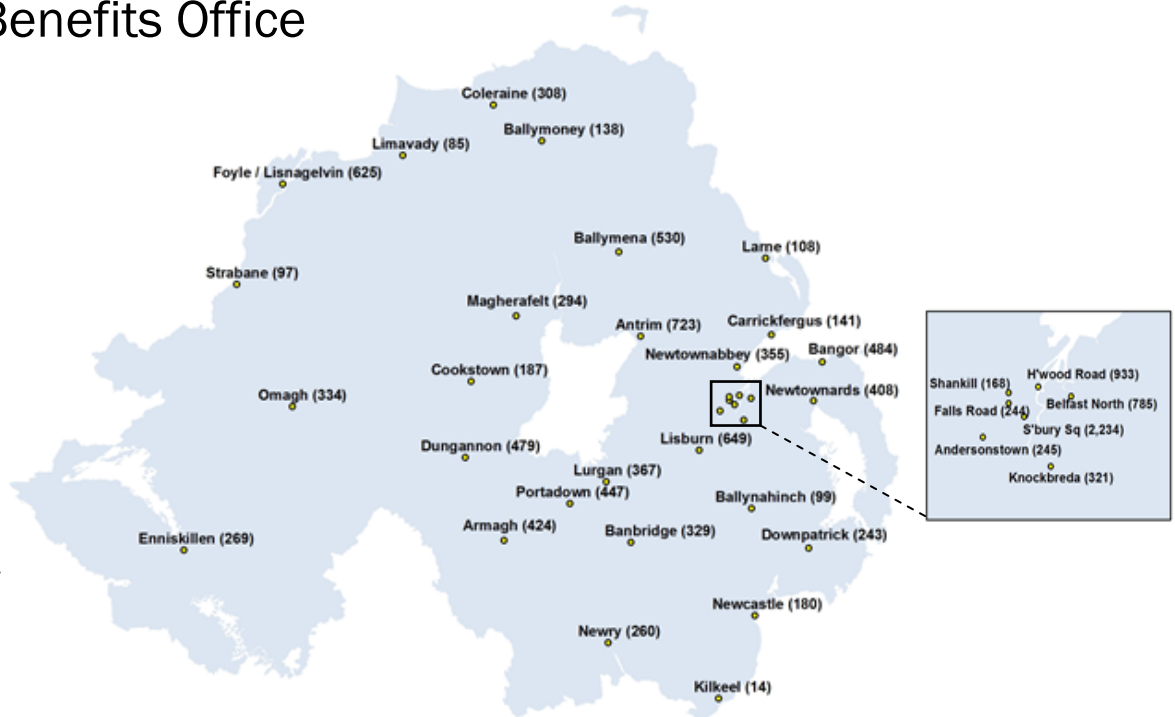 Benefits Office
Coleraine (308)
Ballymoney (138)
Limavady (85)
Foyle / Lisnagelvin (625)
Ballymena (530)
Larne (108)
Strabane (97)
Magherafelt (294)
Antrim (723)
Carrickfergus (141)
Newtownabbey (355)
Bangor (484)
Cookstown (187)
Omagh (334)
Newtownards (408)
Dungannon (479)
Lisburn (649)
Lurgan (367)
Portadown (447)
Ballynahinch (99)
Armagh (424)
Banbridge (329)
Downpatrick (243)
Enniskillen (269)
Newcastle (180)
Newry (260)
Kilkeel (14)
H'wood Road (933)
Shankill (168)
Belfast North (785)
Falls Road (244)
S'bury Sq (2,234)
Andersonstown (245)
Knockbreda (321)